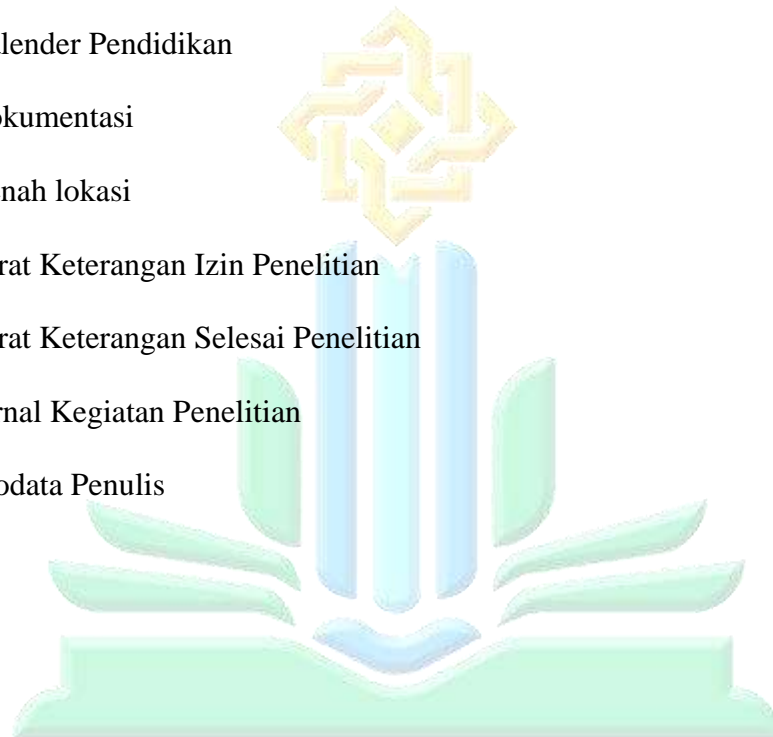 lender Pendidikan
okumentasi
nah lokasi
rat Keterangan Izin Penelitian
rat Keterangan Selesai Penelitian
rnal Kegiatan Penelitian
odata Penulis